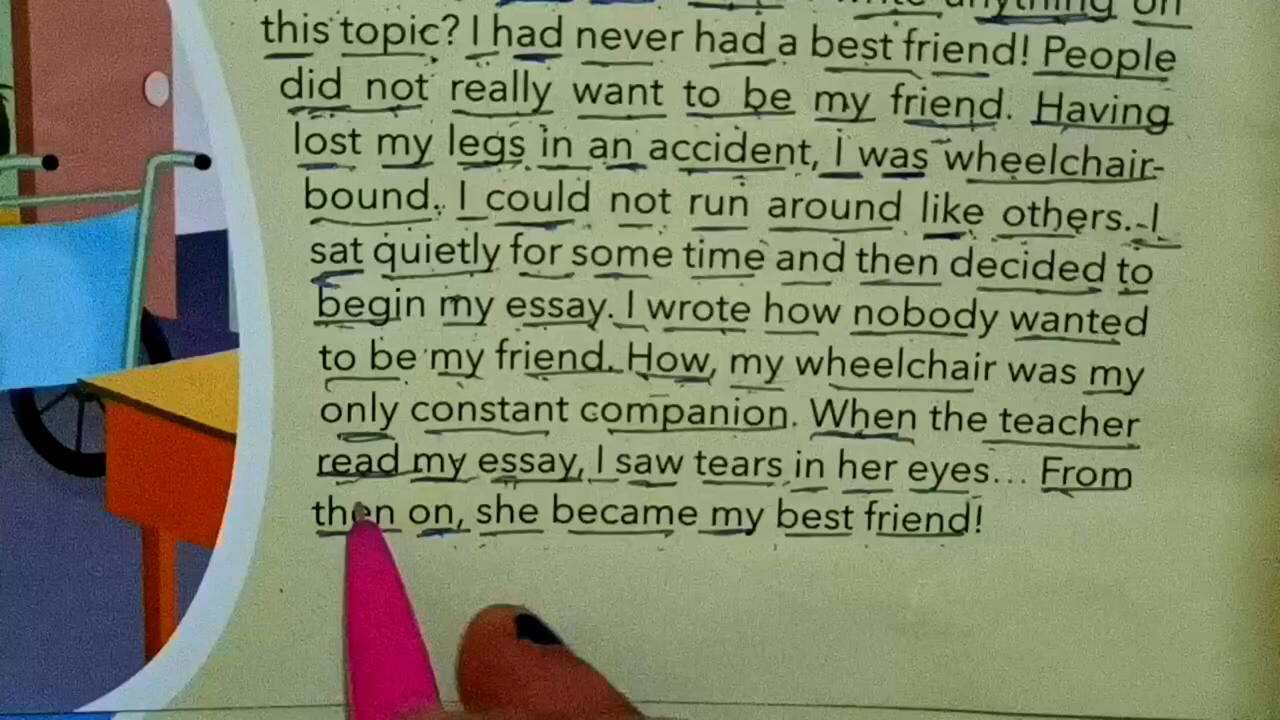 write anything on
this topic? I had never had a best friend! People
did not really want to be my friend. Having
lost my legs in an accident, I was wheelchair-
bound. I could not run around like others. I
sat quietly for some time and then decided to
begin my essay. I wrote how nobody wanted
to be my friend. How, my wheelchair was my
only constant companion. When the teacher
read my essay, I saw tears in her eyes... From
then on, she became my best friend!